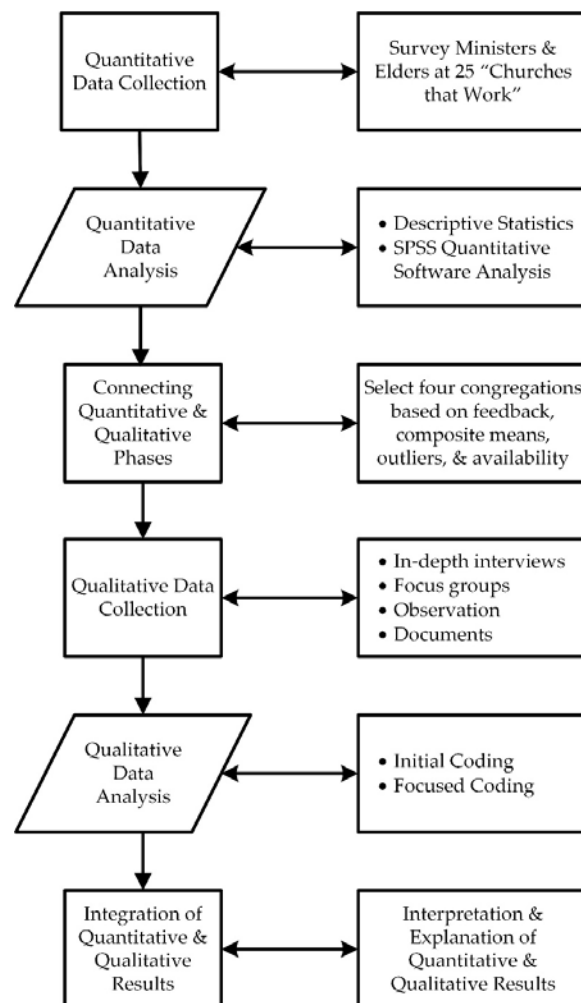 Quantitative
Data Collection
Survey Ministers &
Elders at 25 “Churches
that Work”
Quantitative
Data
Analysis
• Descriptive Statistics
• SPSS Quantitative
Software Analysis
Connecting
Quantitative &
Qualitative
Phases
Select four congregations
based on feedback,
composite means,
outliers, & availability
Qualitative Data
Collection
• In-depth interviews
• Focus groups
• Observation
• Documents
Qualitative
Data
Analysis
• Initial Coding
• Focused Coding
Integration of
Quantitative &
Qualitative
Results
Interpretation &
Explanation of
Quantitative &
Qualitative Results